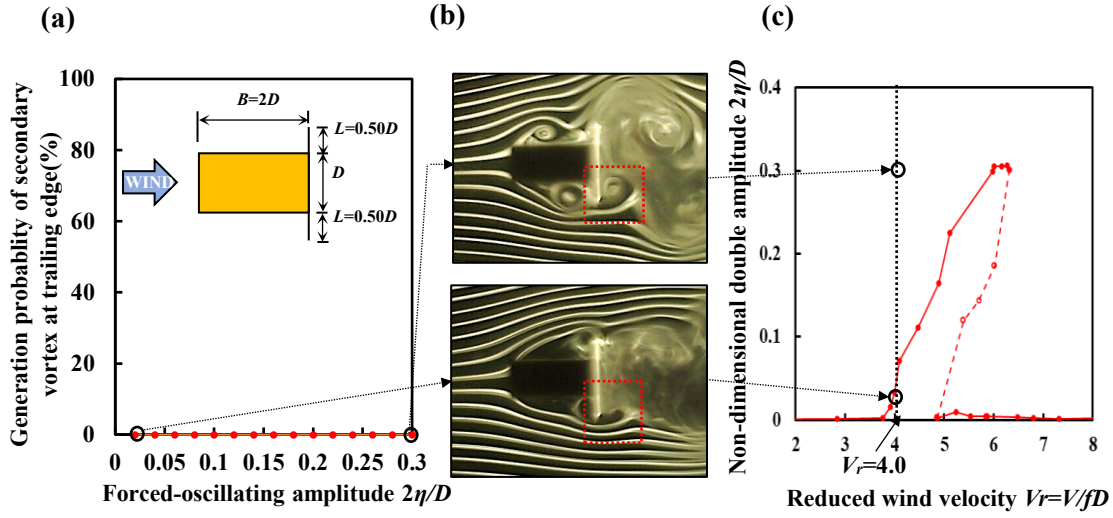 (a)
(b)
(c)
Generation probablity of secondary
vortex at trailing edge(%)
100
80
60
40
20
0
B=2D
L=0.50D
D
L=0.50D
WIND
0
0.05
0.1
0.15
0.2
0.25
0.3
Forced-oscillating amplitude 2η/D
Non-dimensional double amplitude 2η/D
0.4
0.3
0.2
0.1
0
2
3
4
5
6
7
8
Vr=4.0
Reduced wind velocity Vr=V/fD